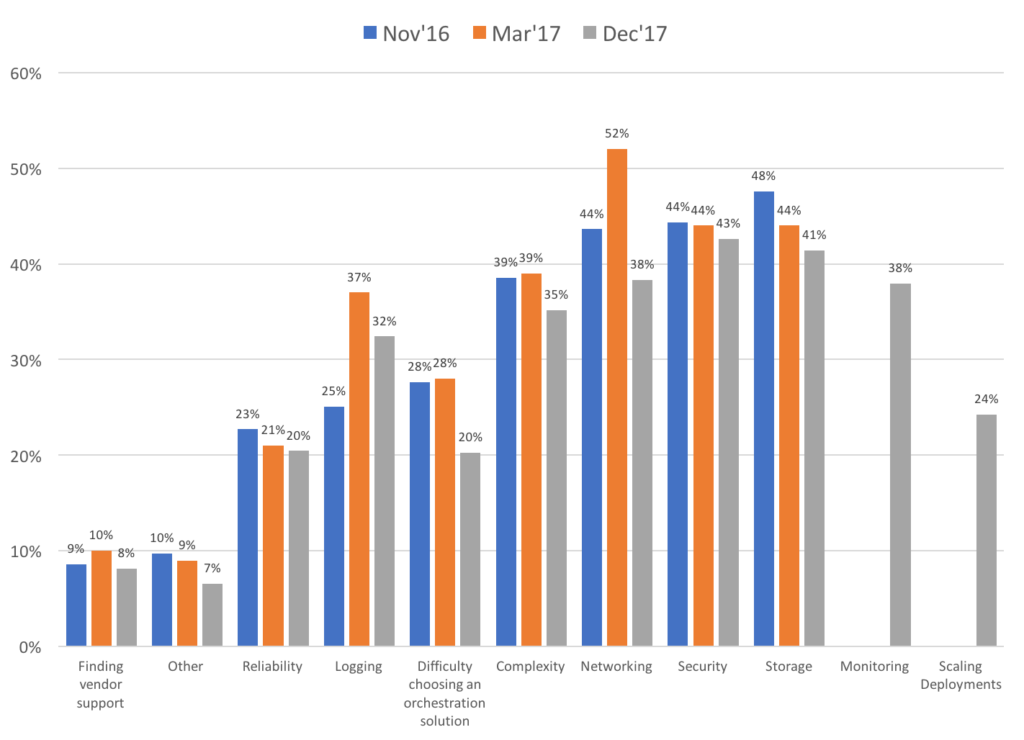 Nov'16 Mar'17 Dec'17
60%
50%
40%
30%
20%
10%
0%
9% 10% 8%
10% 9% 7%
23% 21% 20%
25% 37% 32%
28% 28% 20%
39% 39% 35%
44% 52% 38%
44% 44% 43%
48% 44% 41%
38%
24%
Finding
vendor
support
Other
Reliability
Logging
Difficulty
choosing an
orchestration
solution
Complexity
Networking
Security
Storage
Monitoring
Scaling
Deployments